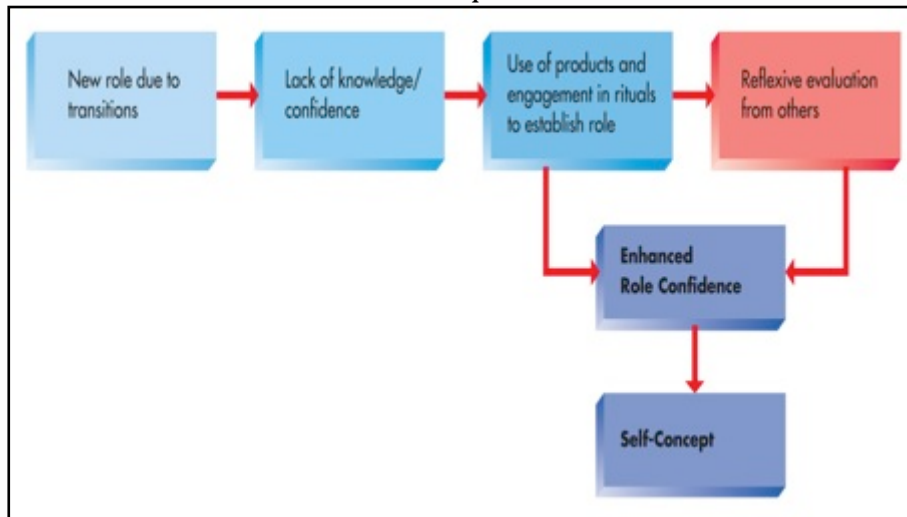 New role due to
transitions
Lack of knowledge/
confidence
Use of products and
engagement in rituals
to establish role
Reflexive evaluation
from others
Enhanced
Role Confidence
Self-Concept